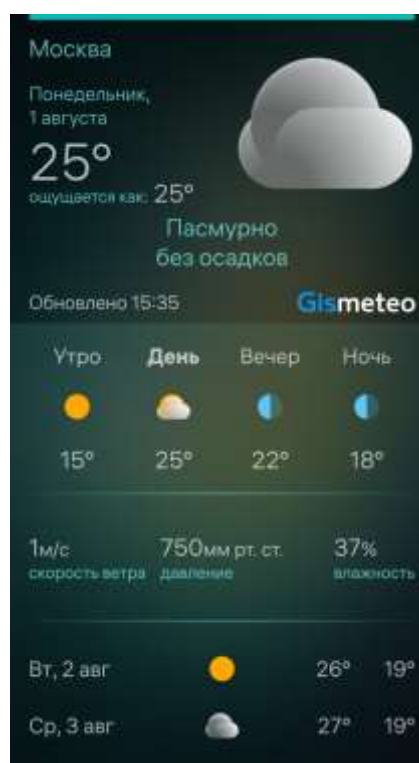 Москва
Понедельник,
1 августа
25°
ощущается как: 25°
Пасмурно
без осадков
Обновлено 15:35 Gismeteo
Утро День Вечер Ночь
15° 25° 22° 18°
1м/с 750мм рт. ст. 37%
скорость ветра давление влажность
Вт, 2 авг 26° 19°
Ср, 3 авг 27° 19°